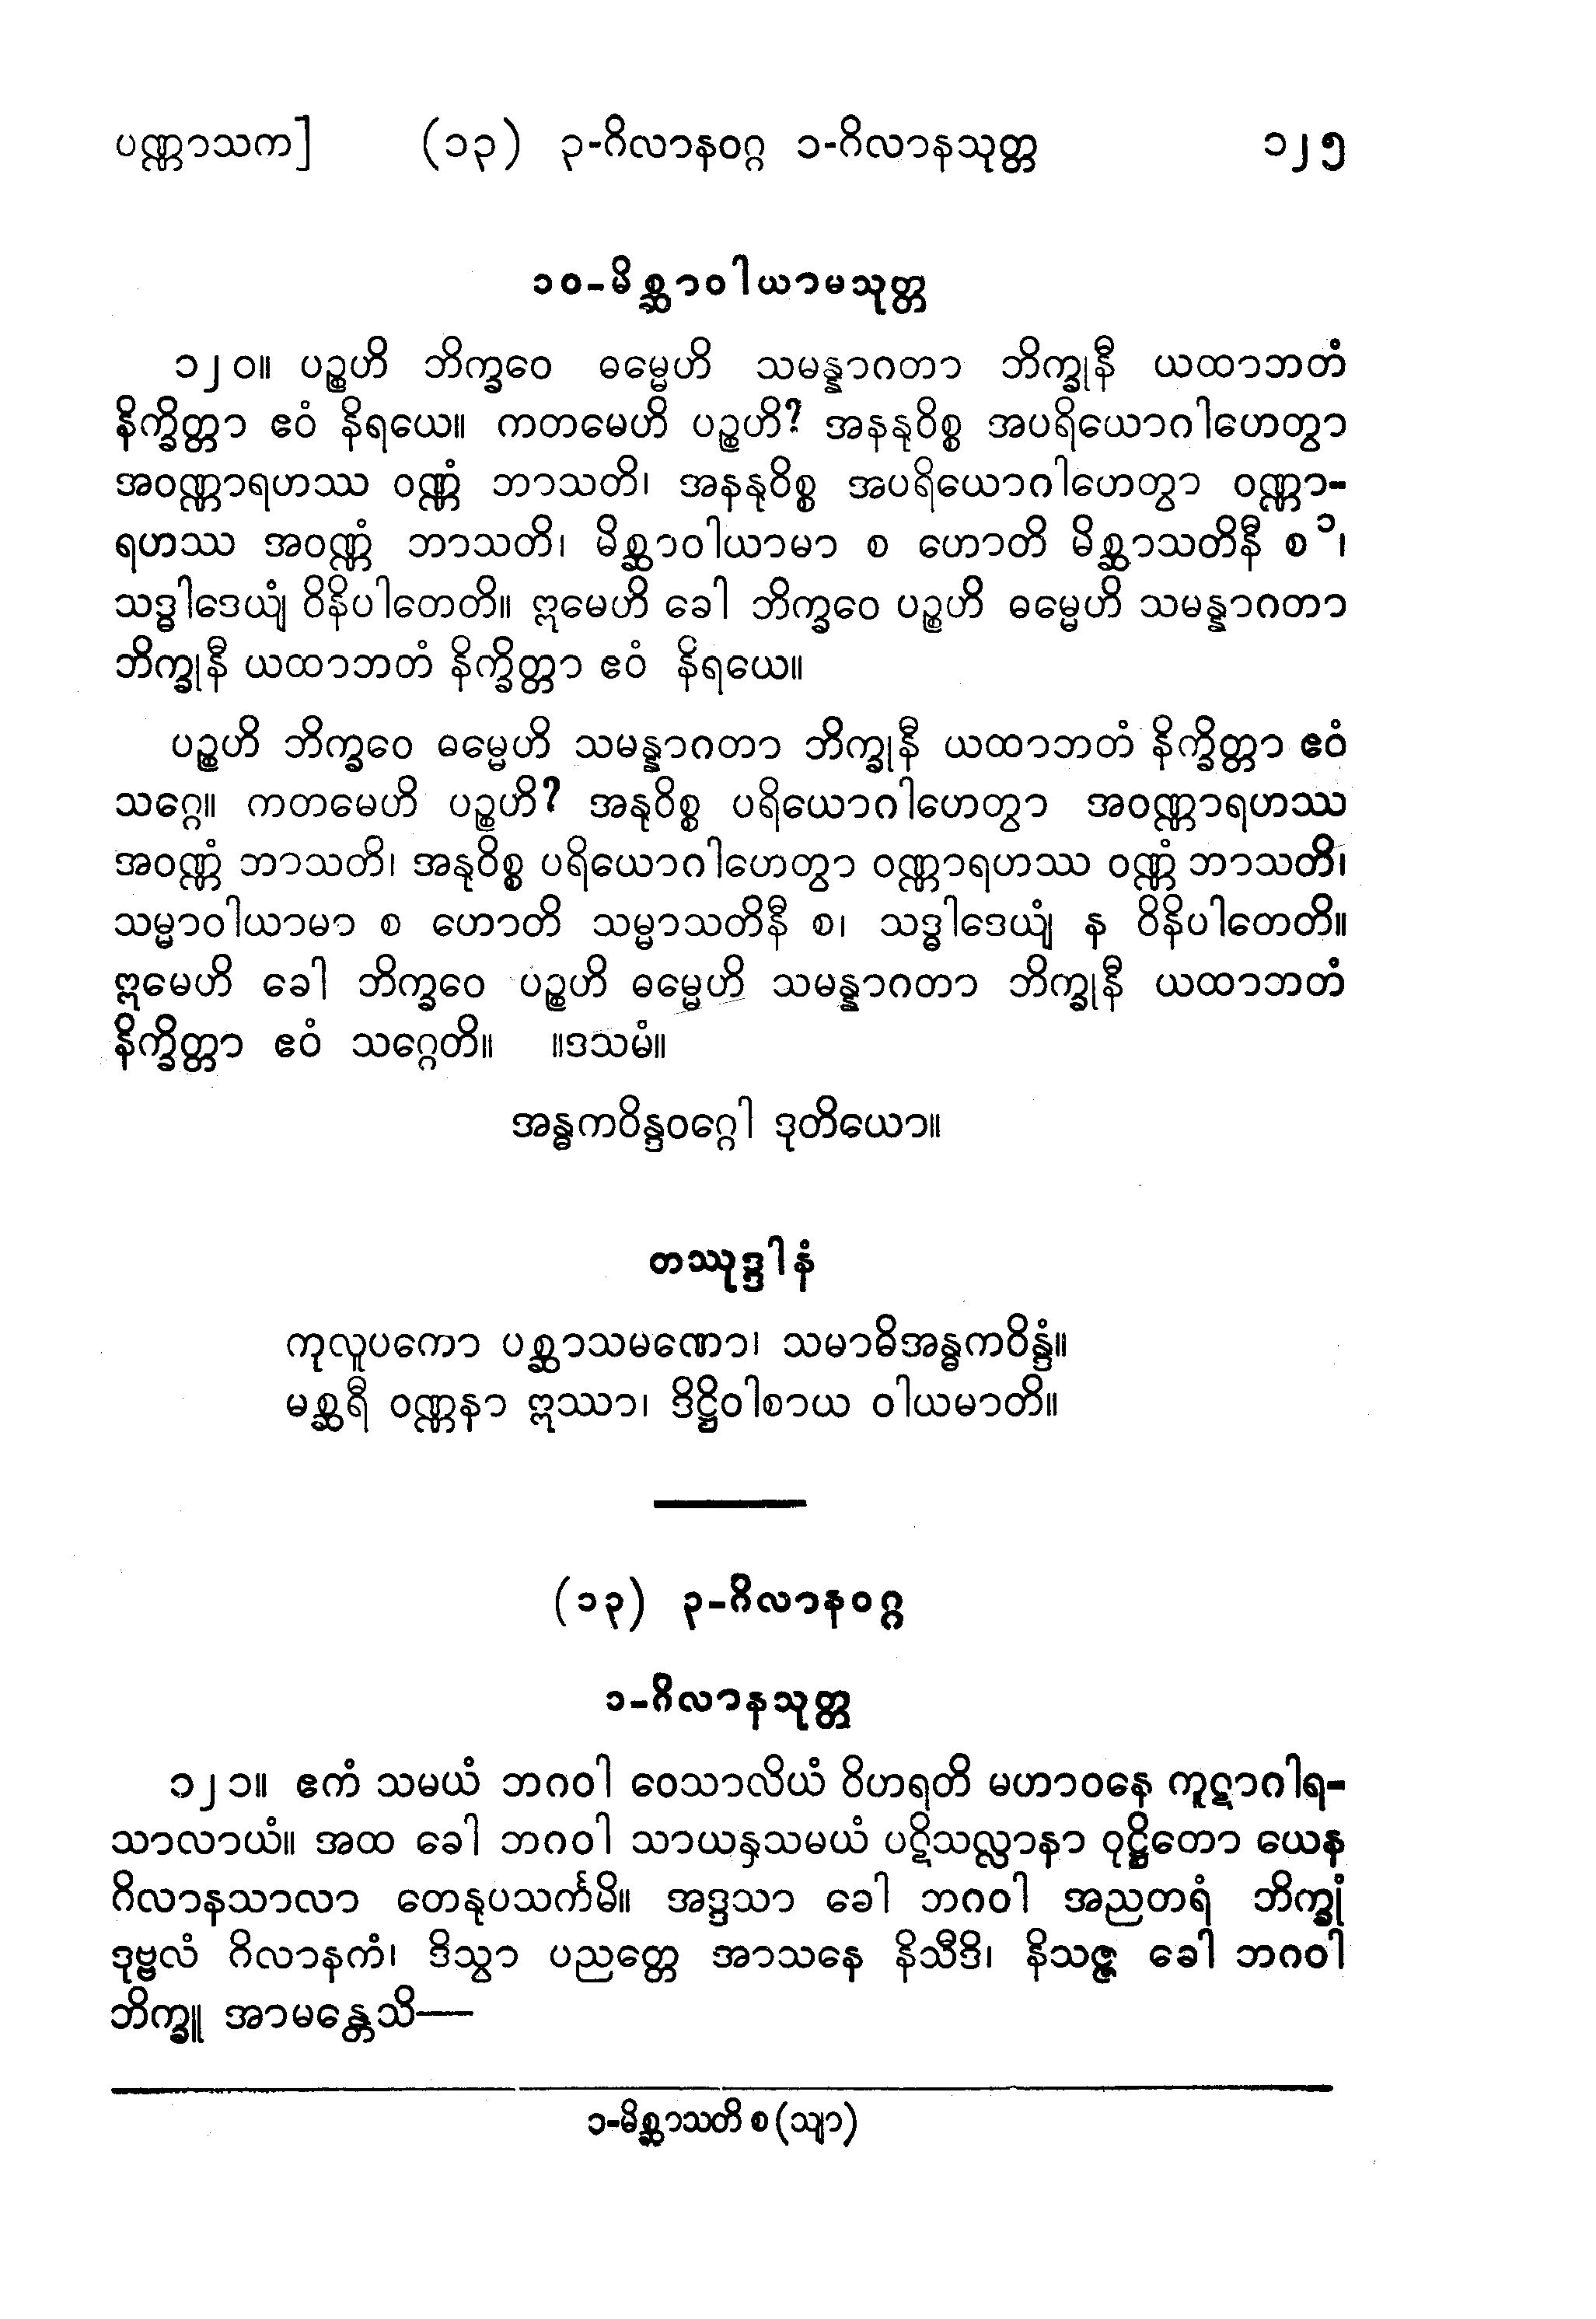 ပဏ္ဏာသက] (၁၃) ၃-ဂိလာနဝဂ္ဂ ၁-ဂိလာနသုတ္တ ၁၂၅
၁၀-မိစ္ဆာဝါယာမသုတ္တ
၁၂၀။ ပဉ္စဟိ ဘိက္ခဝေ ဓမ္မေဟိ သမန္နာဂတာ ဘိက္ခုနီ ယထာဘတံ
နိက္ခိတ္တာ ဧဝံ နိရယေ။ ကတမေဟိ ပဉ္စဟိ? အနနုဝိစ္စ အပရိယောဂါဟေတွာ
အဝဏ္ဏာရဟဿ ဝဏ္ဏံ ဘာသတိ၊ အနနုဝိစ္စ အပရိယောဂါဟေတွာ ဝဏ္ဏာ-
ရဟဿ အဝဏ္ဏံ ဘာသတိ၊ မိစ္ဆာဝါယာမာ စ ဟောတိ မိစ္ဆာသတိနီ စ ၁၊
သဒ္ဓါဒေယျံ ဝိနိပါတေတိ။ ဣမေဟိ ခေါ ဘိက္ခဝေ ပဉ္စဟိ ဓမ္မေဟိ သမန္နာဂတာ
ဘိက္ခုနီ ယထာဘတံ နိက္ခိတ္တာ ဧဝံ နိရယေ။
ပဉ္စဟိ ဘိက္ခဝေ ဓမ္မေဟိ သမန္နာဂတာ ဘိက္ခုနီ ယထာဘတံ နိက္ခိတ္တာ ဧဝံ
သဂ္ဂေ။ ကတမေဟိ ပဉ္စဟိ? အနုဝိစ္စ ပရိယောဂါဟေတွာ အဝဏ္ဏာရဟဿ
အဝဏ္ဏံ ဘာသတိ၊ အနုဝိစ္စ ပရိယောဂါဟေတွာ ဝဏ္ဏာရဟဿ ဝဏ္ဏံ ဘာသတိ၊
သမ္မာဝါယာမာ စ ဟောတိ သမ္မာသတိနီ စ၊ သဒ္ဓါဒေယျံ န ဝိနိပါတေတိ။
ဣမေဟိ ခေါ ဘိက္ခဝေ ပဉ္စဟိ ဓမ္မေဟိ သမန္နာဂတာ ဘိက္ခုနီ ယထာဘတံ
နိက္ခိတ္တာ ဧဝံ သဂ္ဂေတိ။ ။ဒသမံ။
အန္ဓကဝိန္ဒဝဂ္ဂေါ ဒုတိယော။
တဿုဒ္ဒါနံ
ကုလူပကော ပစ္ဆာသမဏော၊ သမာဓိအန္ဓကဝိန္ဒံ။
မစ္ဆရီ ဝဏ္ဏနာ ဣဿာ၊ ဒိဋ္ဌိဝါစာယ ဝါယမာတိ။
(၁၃) ၃-ဂိလာနဝဂ္ဂ
၁-ဂိလာနသုတ္တ
၁၂၁။ ဧကံ သမယံ ဘဂဝါ ဝေသာလိယံ ဝိဟရတိ မဟာဝနေ ကူဋာဂါရ-
သာလာယံ။ အထ ခေါ ဘဂဝါ သာယနှသမယံ ပဋိသလ္လာနာ ဝုဋ္ဌိတော ယေန
ဂိလာနသာလာ တေနုပသင်္ကမိ။ အဒ္ဒသာ ခေါ ဘဂဝါ အညတရံ ဘိက္ခုံ
ဒုဗ္ဗလံ ဂိလာနကံ၊ ဒိသွာ ပညတ္တေ အာသနေ နိသီဒိ၊ နိသဇ္ဇ ခေါ ဘဂဝါ
ဘိက္ခူ အာမန္တေသိ—
၁-မိစ္ဆာသတိ စ (သျာ)